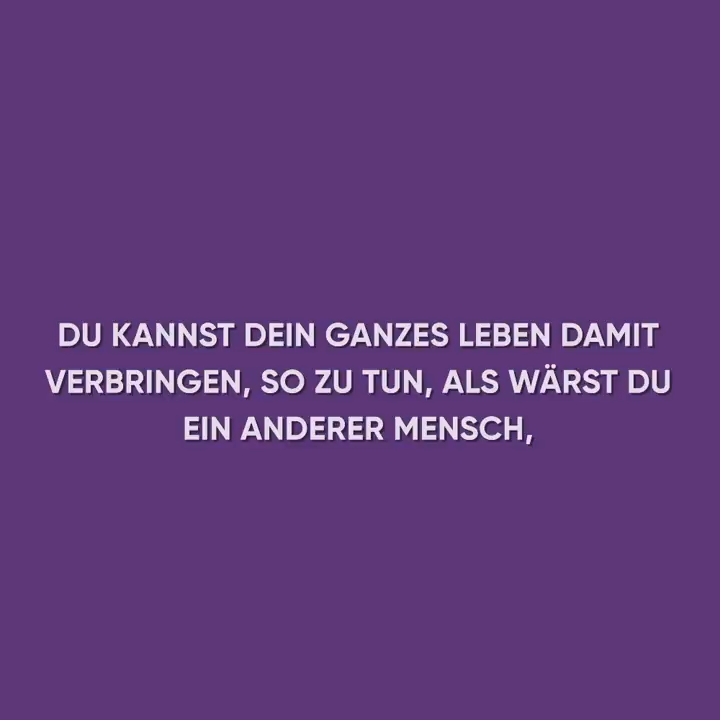 DU KANNST DEIN GANZES LEBEN DAMIT
VERBRINGEN, SO ZU TUN, ALS WÄRST DU
EIN ANDERER MENSCH,